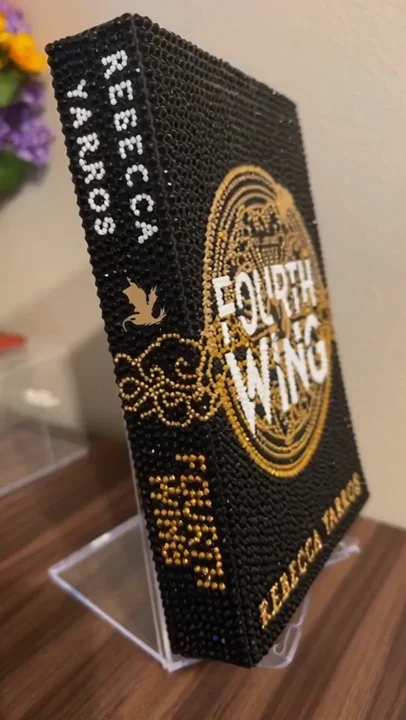 REBECCA
YARROS
FOURTH
WING
FOURTH
WING
REBECCA YARROS